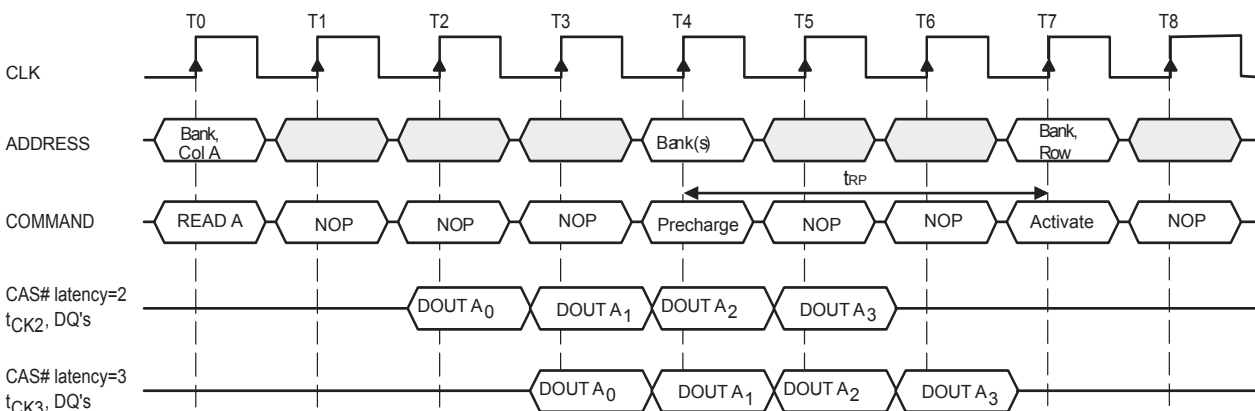 T0 T1 T2 T3 T4 T5 T6 T7 T8
CLK
ADDRESS
Bank, Col A
Bank(s)
Bank, Row
tRP
COMMAND
READ A NOP NOP NOP Precharge NOP NOP Activate NOP
CAS# latency=2
tCK2, DQ's
DOUT A0 DOUT A1 DOUT A2 DOUT A3
CAS# latency=3
tCK3, DQ's
DOUT A0 DOUT A1 DOUT A2 DOUT A3